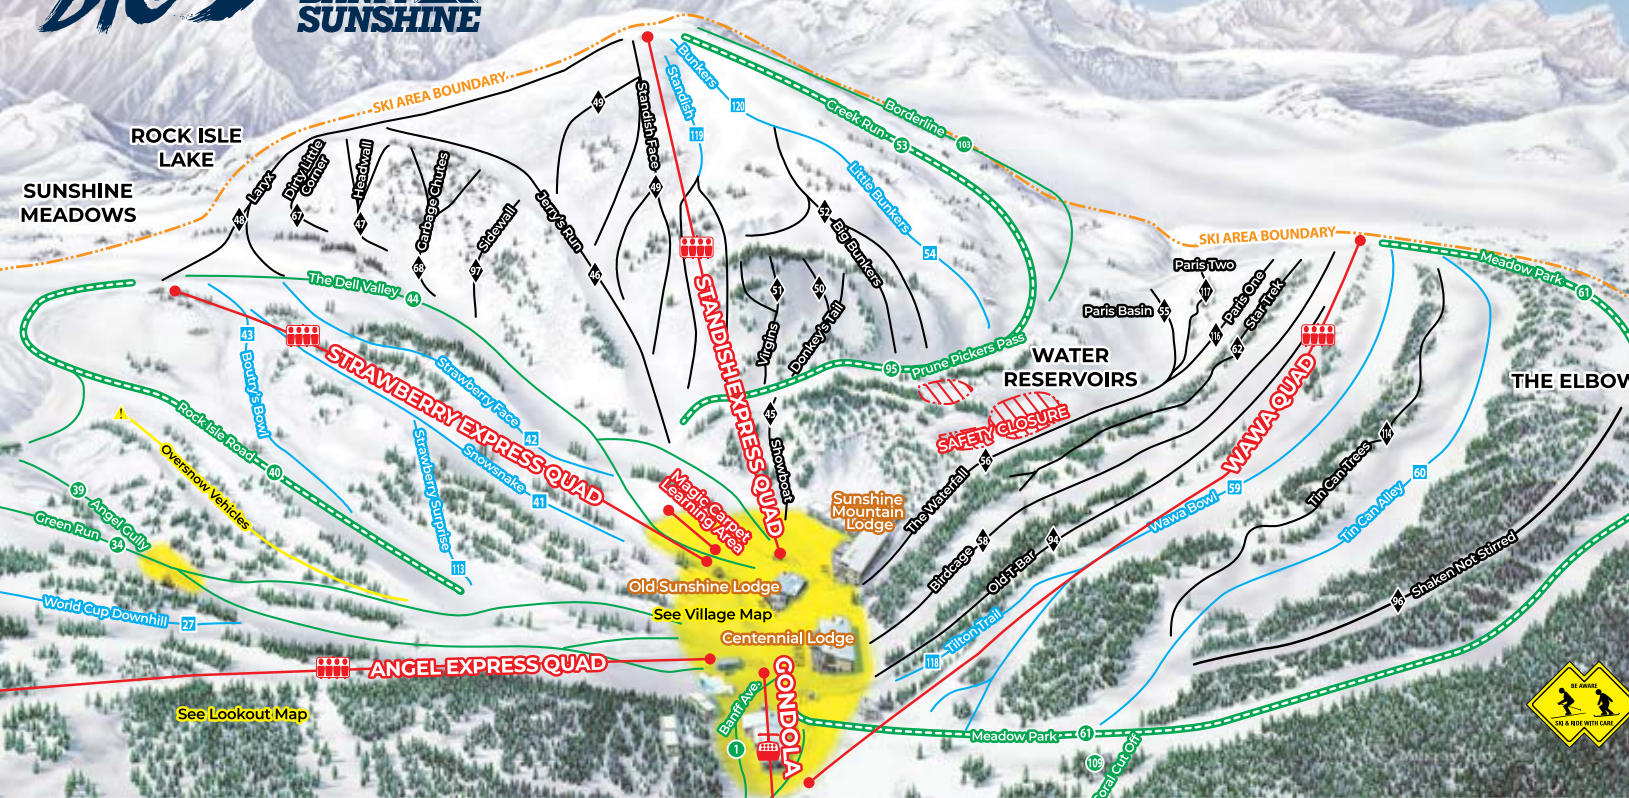 SUNSHINE
SKI AREA BOUNDARY
ROCK ISLE
LAKE
SUNSHINE
MEADOWS
Laryx
48
Dirty Little
Corner
67
Headwall
47
Garbage Chutes
68
Sidewall
97
Jerry's Run
46
49
Standish Face
49
Standish
119
Bunkers
120
Creek Run
53
Borderline
103
Little Bunkers
54
52
Big Bunkers
51
Virgins
50
Donkey's Tail
95
Prune Pickers Pass
45
Showboat
STANDISH EXPRESS QUAD
The Dell Valley
44
43
Boutry's Bowl
STRAWBERRY EXPRESS QUAD
Strawberry Face
42
Snowsnake
41
Strawberry Surprise
113
Rock Isle Road
40
Oversnow Vehicles
!
39
Angel Gully
Green Run
34
World Cup Downhill
27
Magic Carpet
Learning Area
Old Sunshine Lodge
See Village Map
Centennial Lodge
Sunshine
Mountain
Lodge
ANGEL EXPRESS QUAD
See Lookout Map
Banff Ave.
1
GONDOLA
WATER
RESERVOIRS
SAFETY CLOSURE
SKI AREA BOUNDARY
Paris Two
117
Paris Basin
55
Paris One
116
Star Trek
62
The Waterfall
56
Birdcage
58
Old T-Bar
94
Tilton Trail
118
WAWA QUAD
Wawa Bowl
59
Tin Can Trees
114
Tin Can Alley
60
Shaken Not Stirred
96
Meadow Park
61
THE ELBOW
Meadow Park
61
109
oral Cut Off
BE AWARE
SKI & RIDE WITH CARE